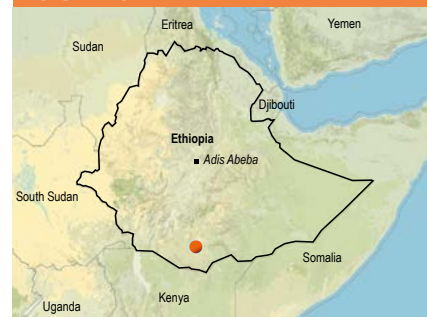 Eritrea
Yemen
Sudan
Djibouti
Ethiopia
Adis Abeba
South Sudan
Somalia
Kenya
Uganda